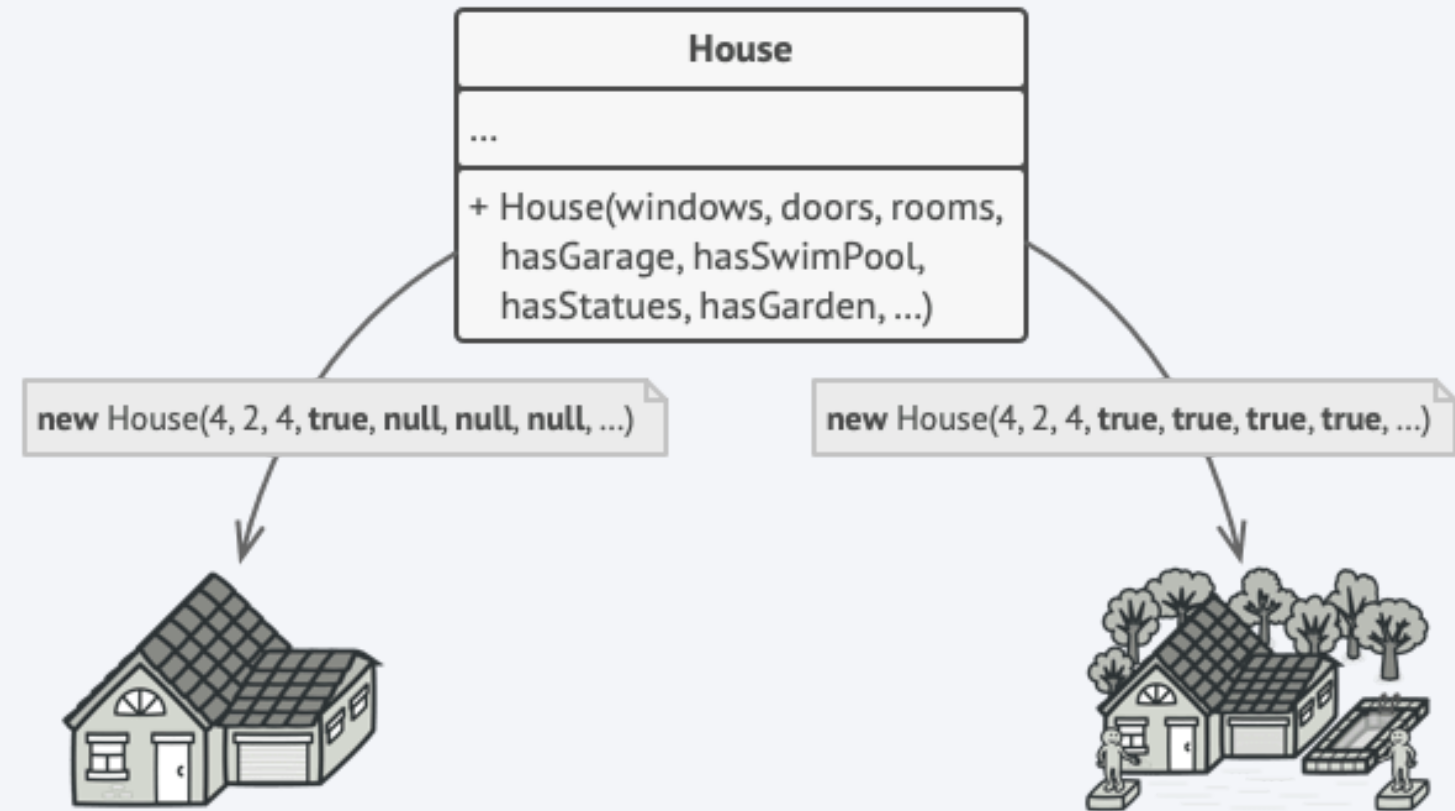 House
...
+ House(windows, doors, rooms,
hasGarage, hasSwimPool,
hasStatues, hasGarden, ...)
new House(4, 2, 4, true, null, null, null, ...)
new House(4, 2, 4, true, true, true, true, ...)